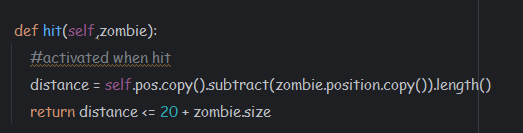 def hit(self,zombie):
#activated when hit
distance = self.pos.copy().subtract(zombie.position.copy()).length()
return distance <= 20 + zombie.size